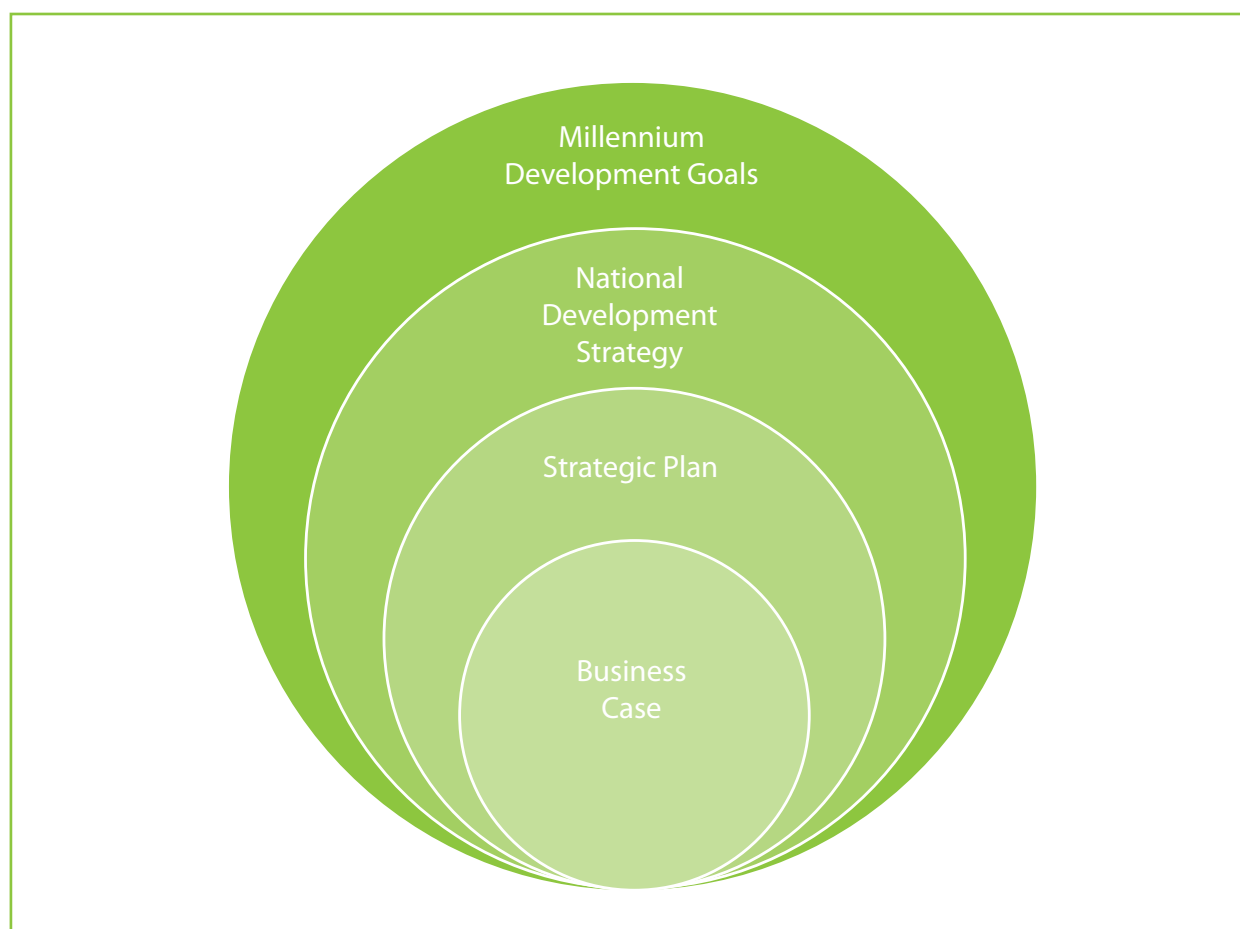 Millennium
Development Goals
National
Development
Strategy
Strategic Plan
Business
Case